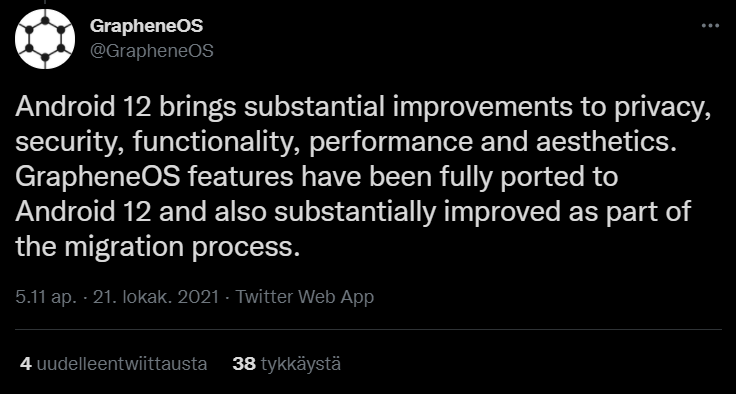 GrapheneOS
@GrapheneOS
Android 12 brings substantial improvements to privacy,
security, functionality, performance and aesthetics.
GrapheneOS features have been fully ported to
Android 12 and also substantially improved as part of
the migration process.
5.11 ap. · 21. lokak. 2021 · Twitter Web App
4 uudelleentwiittausta 38 tykkäystä